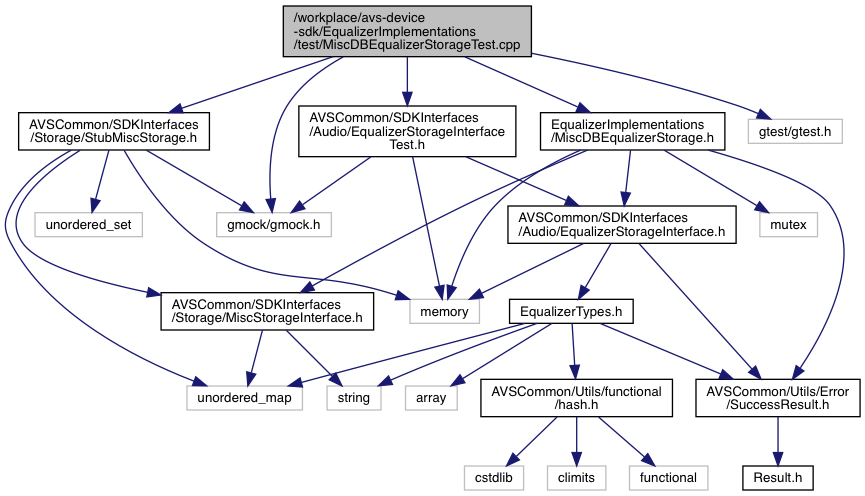 /workplace/avs-device
-sdk/EqualizerImplementations
/test/MiscDBEqualizerStorageTest.cpp
AVSCommon/SDKInterfaces
/Storage/StubMiscStorage.h
AVSCommon/SDKInterfaces
/Audio/EqualizerStorageInterface
Test.h
EqualizerImplementations
/MiscDBEqualizerStorage.h
gtest/gtest.h
unordered_set
gmock/gmock.h
AVSCommon/SDKInterfaces
/Audio/EqualizerStorageInterface.h
mutex
AVSCommon/SDKInterfaces
/Storage/MiscStorageInterface.h
memory
EqualizerTypes.h
unordered_map
string
array
AVSCommon/Utils/functional
/hash.h
AVSCommon/Utils/Error
/SuccessResult.h
cstdlib
climits
functional
Result.h